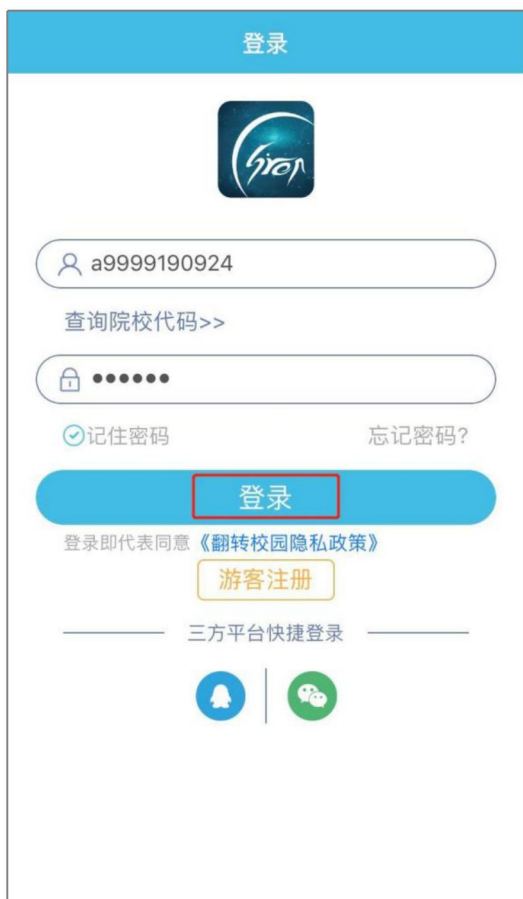 登录
a9999190924
查询院校代码>>
••••••
记住密码 忘记密码?
登录
登录即代表同意《翻转校园隐私政策》
游客注册
三方平台快捷登录